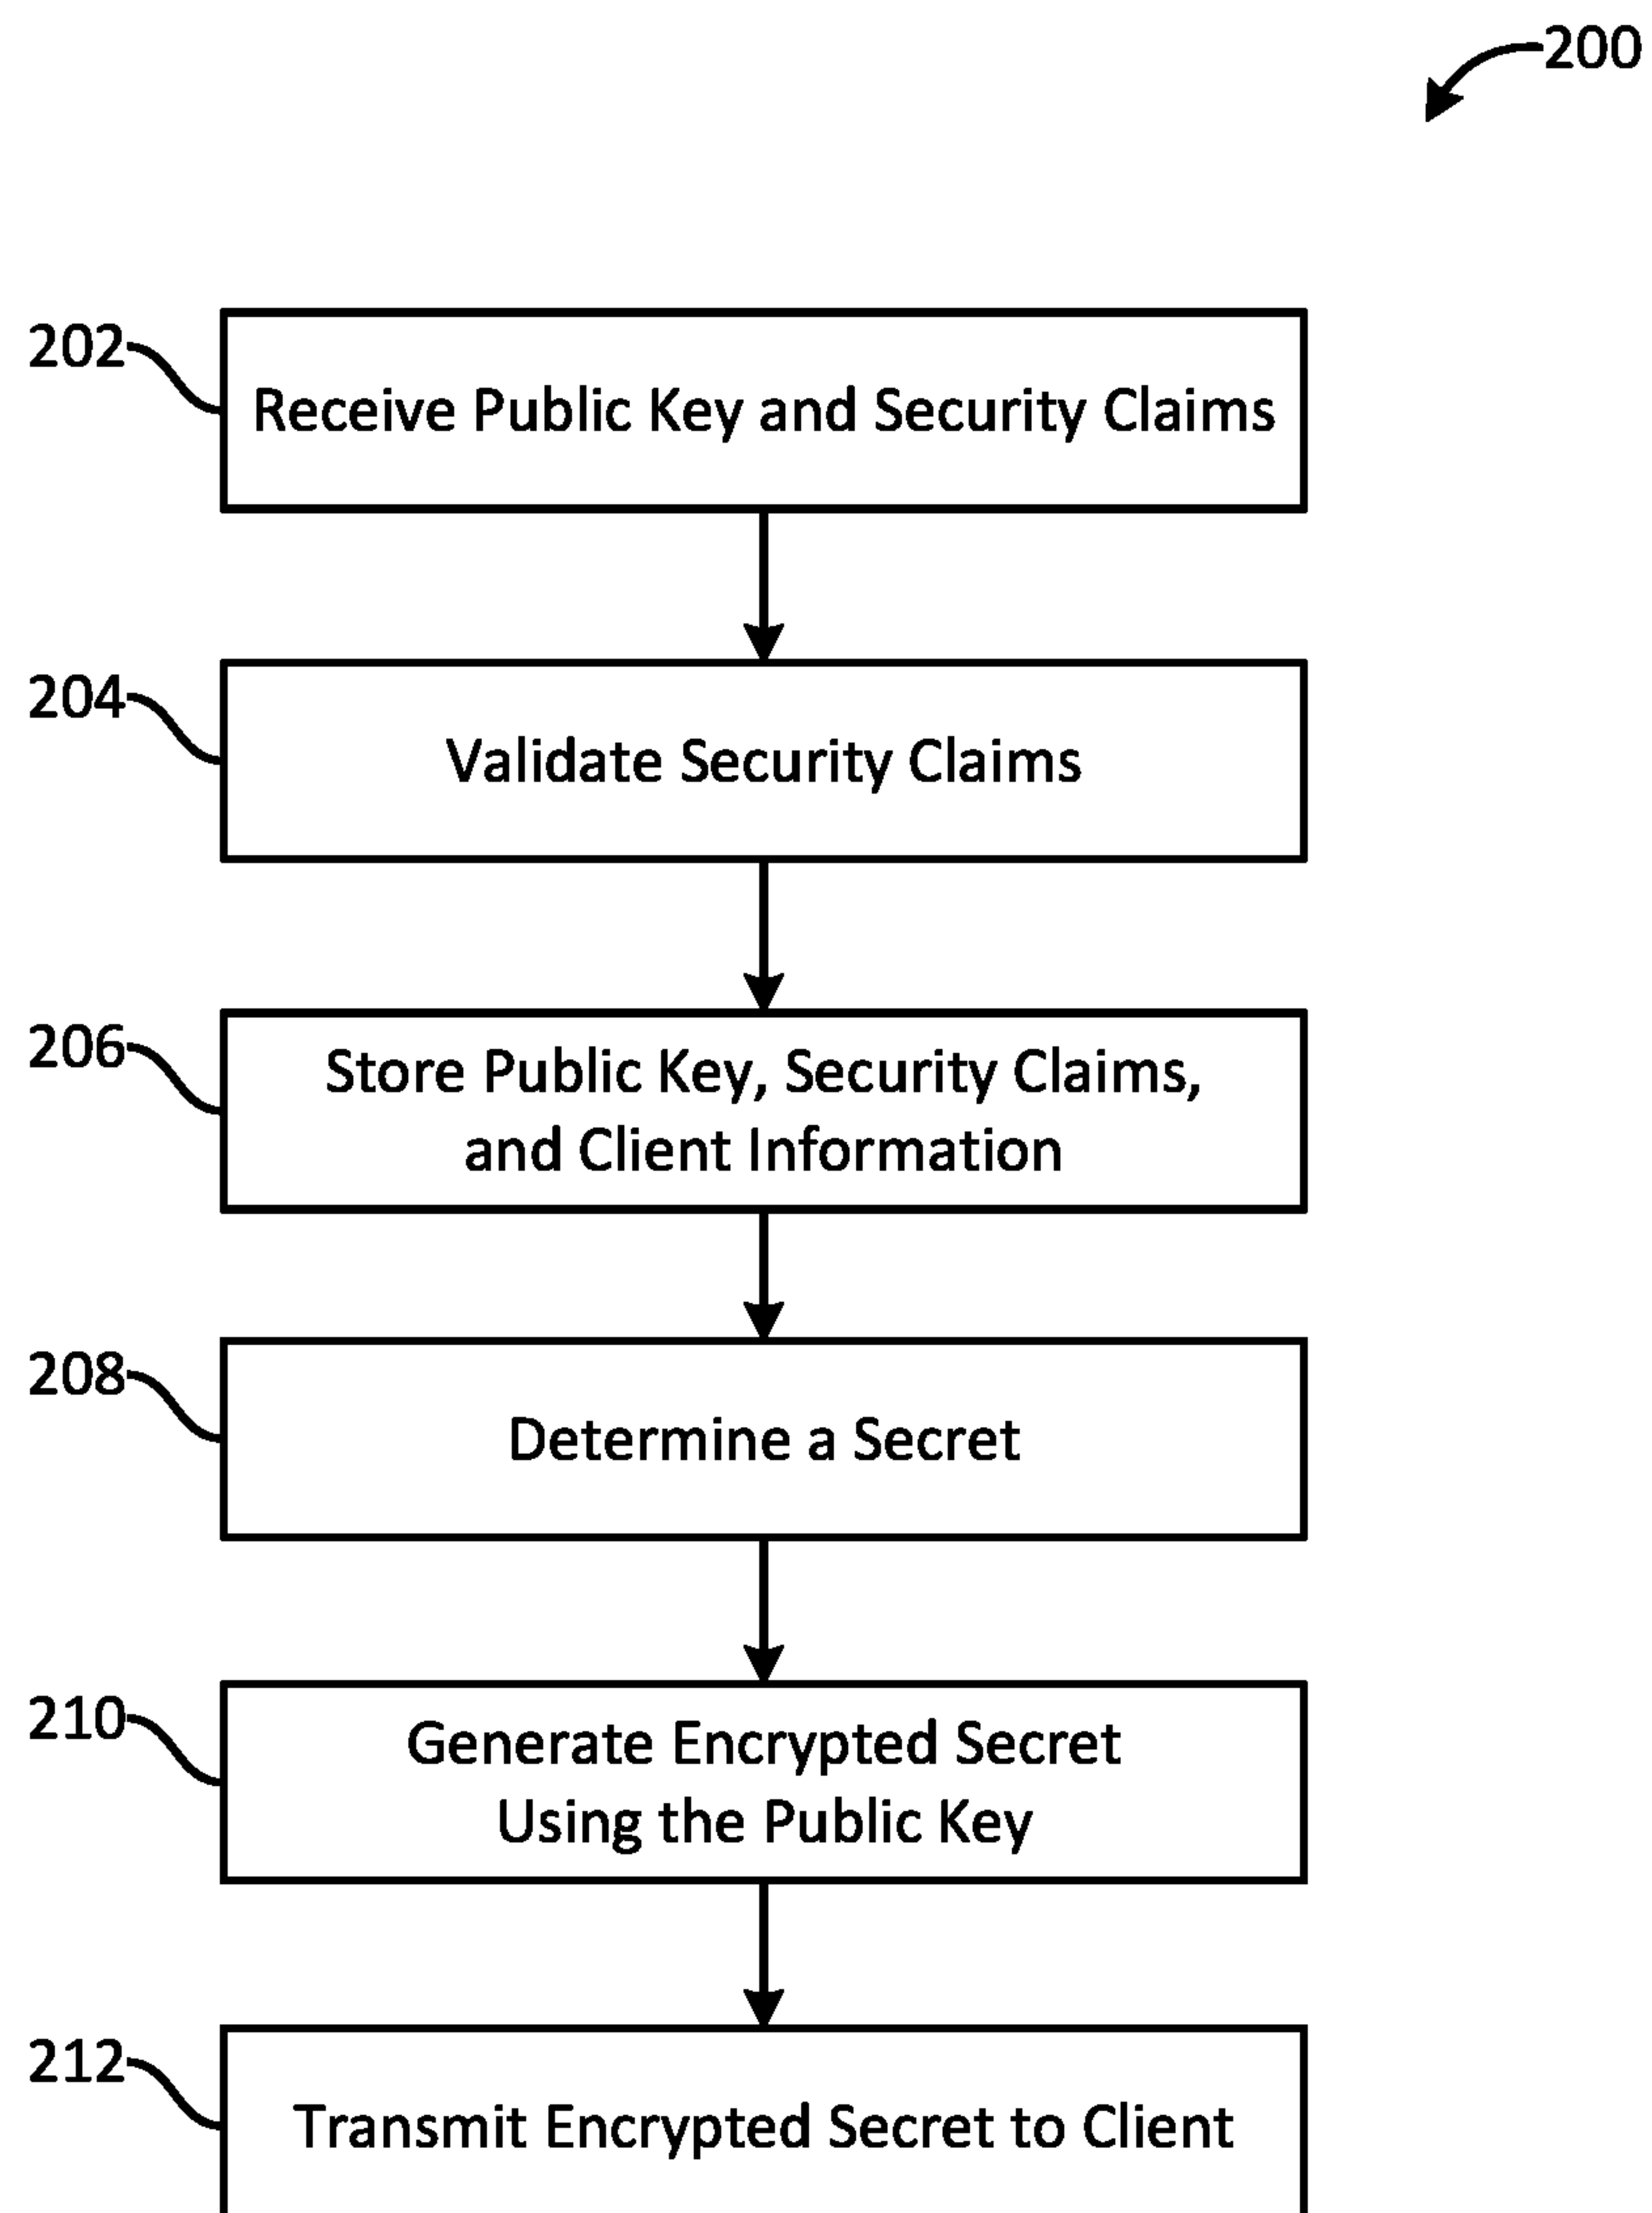 200
202
Receive Public Key and Security Claims
204
Validate Security Claims
206
Store Public Key, Security Claims,
and Client Information
208
Determine a Secret
210
Generate Encrypted Secret
Using the Public Key
212
Transmit Encrypted Secret to Client